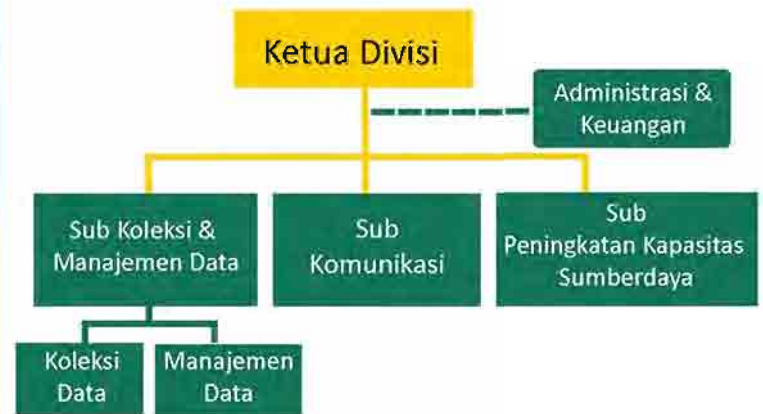 Ketua Divisi
Administrasi &
Keuangan
Sub Koleksi &
Manajemen Data
Sub
Komunikasi
Sub
Peningkatan Kapasitas
Sumberdaya
Koleksi
Data
Manajemen
Data